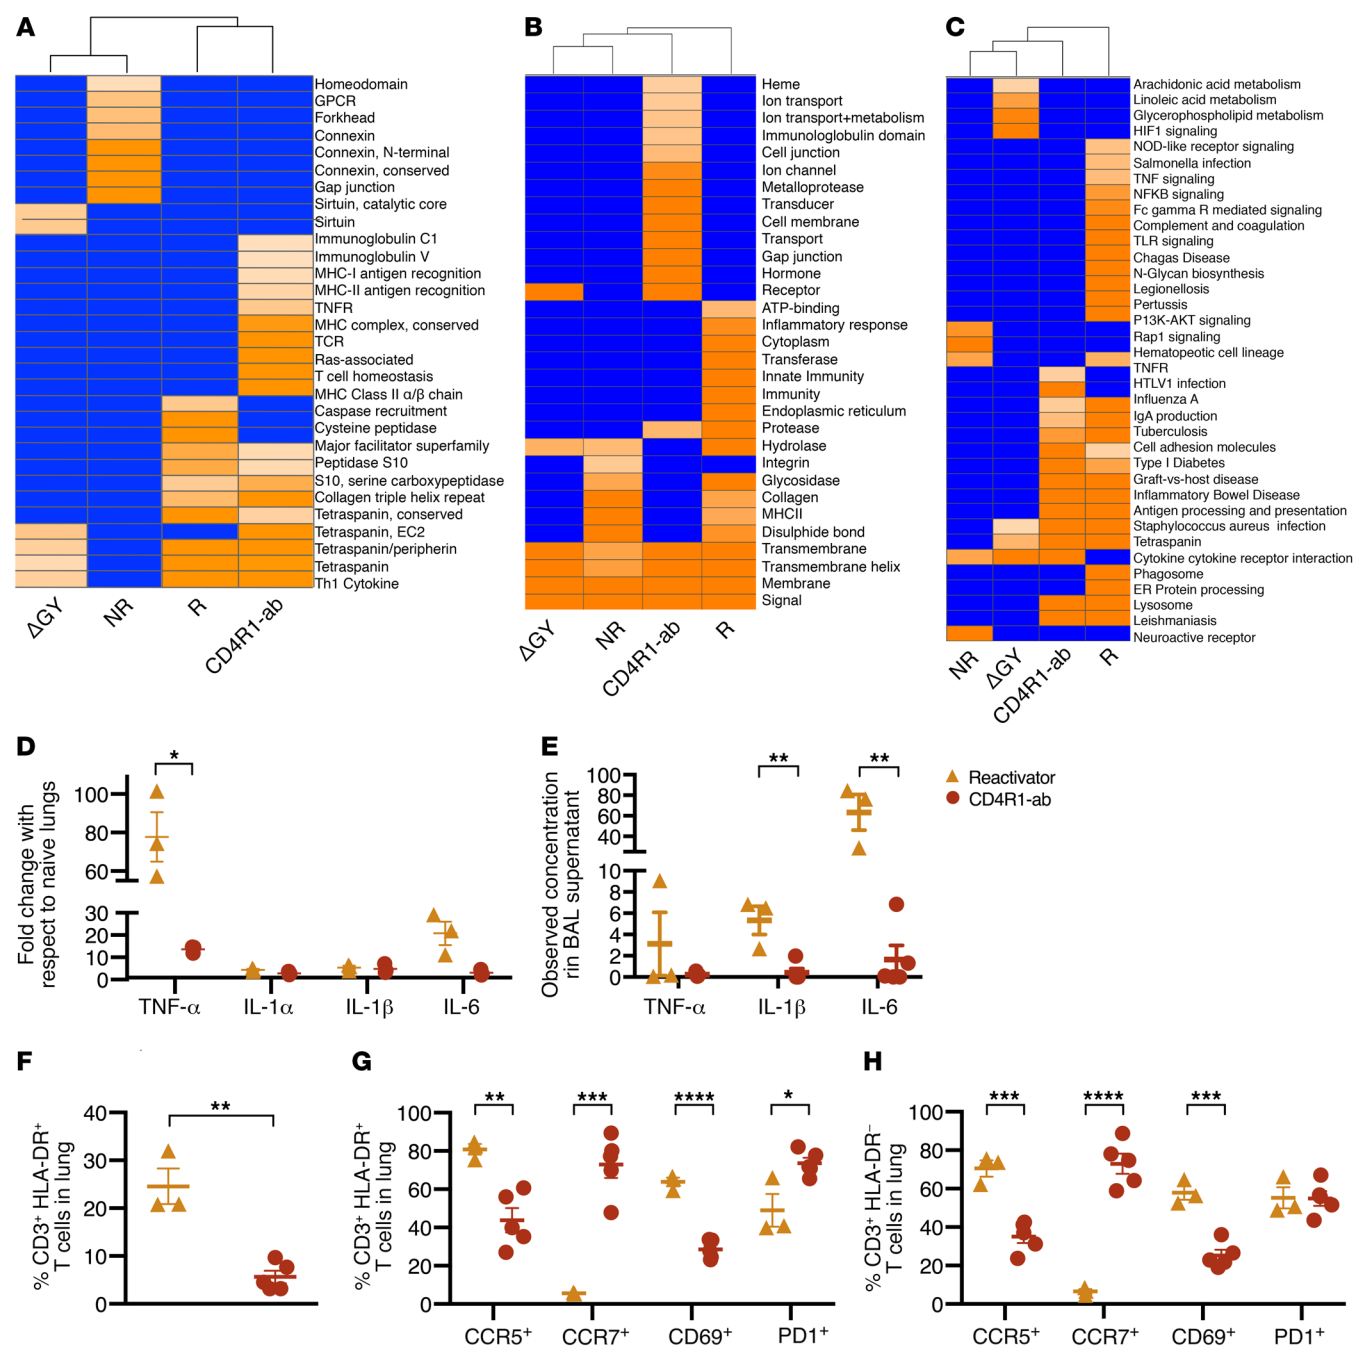 A
Homeodomain
GPCR
Forkhead
Connexin
Connexin, N-terminal
Connexin, conserved
Gap junction
Sirtuin, catalytic core
Sirtuin
Immunoglobulin C1
Immunoglobulin V
MHC-I antigen recognition
MHC-II antigen recognition
TNFR
MHC complex, conserved
TCR
Ras-associated
T cell homeostasis
MHC Class II α/β chain
Caspase recruitment
Cysteine peptidase
Major facilitator superfamily
Peptidase S10
S10, serine carboxypeptidase
Collagen triple helix repeat
Tetraspanin, conserved
Tetraspanin, EC2
Tetraspanin/peripherin
Tetraspanin
Th1 Cytokine
ΔGY
NR
R
CD4R1-ab
B
Heme
Ion transport
Ion transport+metabolism
Immunologlobulin domain
Cell junction
Ion channel
Metalloprotease
Transducer
Cell membrane
Transport
Gap junction
Hormone
Receptor
ATP-binding
Inflammatory response
Cytoplasm
Transferase
Innate Immunity
Immunity
Endoplasmic reticulum
Protease
Hydrolase
Integrin
Glycosidase
Collagen
MHCII
Disulphide bond
Transmembrane
Transmembrane helix
Membrane
Signal
ΔGY
NR
CD4R1-ab
R
C
Arachidonic acid metabolism
Linoleic acid metabolism
Glycerophospholipid metabolism
HIF1 signaling
NOD-like receptor signaling
Salmonella infection
TNF signaling
NFKB signaling
Fc gamma R mediated signaling
Complement and coagulation
TLR signaling
Chagas Disease
N-Glycan biosynthesis
Legionellosis
Pertussis
P13K-AKT signaling
Rap1 signaling
Hematopoetic cell lineage
TNFR
HTLV1 infection
Influenza A
IgA production
Tuberculosis
Cell adhesion molecules
Type I Diabetes
Graft-vs-host disease
Inflammatory Bowel Disease
Antigen processing and presentation
Staphylococcus aureus infection
Tetraspanin
Cytokine cytokine receptor interaction
Phagosome
ER Protein processing
Lysosome
Leishmaniasis
Neuroactive receptor
NR
ΔGY
CD4R1-ab
R
D
Fold change with
respect to naive lungs
100
80
60
30
20
10
0
*
TNF-α
IL-1α
IL-1β
IL-6
E
Observed concentration
rin BAL supernatant
100
80
60
40
10
8
6
4
2
0
**
**
TNF-α
IL-1β
IL-6
Reactivator
CD4R1-ab
F
% CD3⁺ HLA-DR⁺
T cells in lung
40
30
20
10
0
**
G
% CD3⁺ HLA-DR⁺
T cells in lung
100
80
60
40
20
0
**
***
****
*
CCR5⁺
CCR7⁺
CD69⁺
PD1⁺
H
% CD3⁺ HLA-DR⁻
T cells in lung
100
80
60
40
20
0
***
****
***
CCR5⁺
CCR7⁺
CD69⁺
PD1⁺